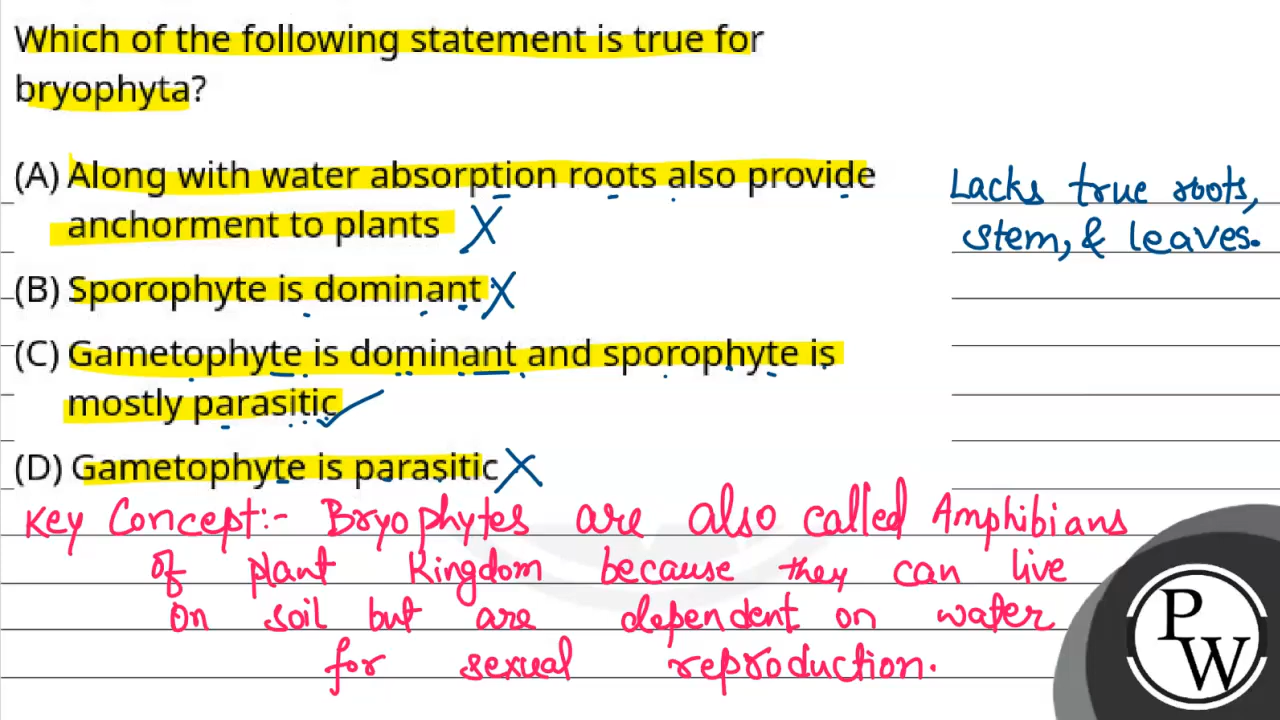 Which of the following statement is true for
bryophyta?
(A) Along with water absorption roots also provide
anchorment to plants X
Lacks true roots,
stem, & leaves.
(B) Sporophyte is dominant X
(C) Gametophyte is dominant and sporophyte is
mostly parasitic ✓
(D) Gametophyte is parasitic X
Key Concept:- Bryophytes are also called Amphibians
of plant Kingdom because they can live
on soil but are dependent on water
for sexual reproduction.
P
W